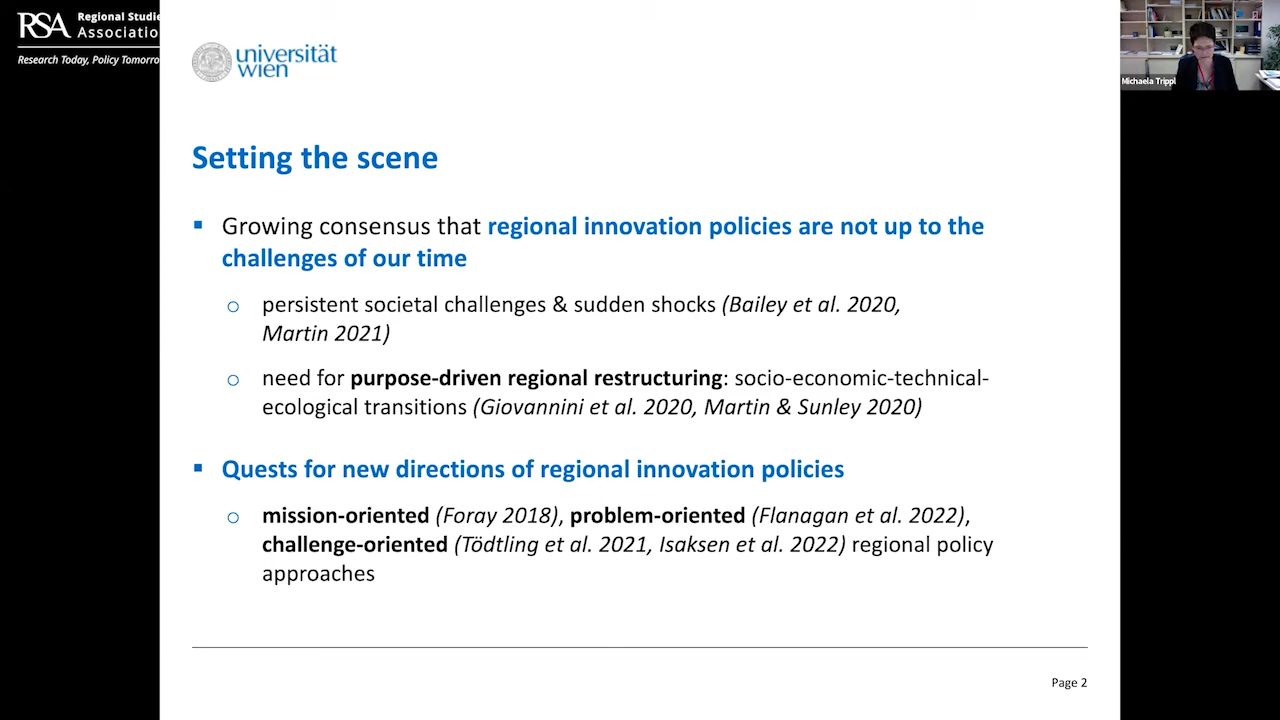 RSA Regional Studie
Associatio
Research Today, Policy Tomorro
universität
wien
Michaela Trippl
Setting the scene
▪ Growing consensus that regional innovation policies are not up to the
challenges of our time
o persistent societal challenges & sudden shocks (Bailey et al. 2020,
Martin 2021)
o need for purpose-driven regional restructuring: socio-economic-technical-
ecological transitions (Giovannini et al. 2020, Martin & Sunley 2020)
▪ Quests for new directions of regional innovation policies
o mission-oriented (Foray 2018), problem-oriented (Flanagan et al. 2022),
challenge-oriented (Tödtling et al. 2021, Isaksen et al. 2022) regional policy
approaches
Page 2